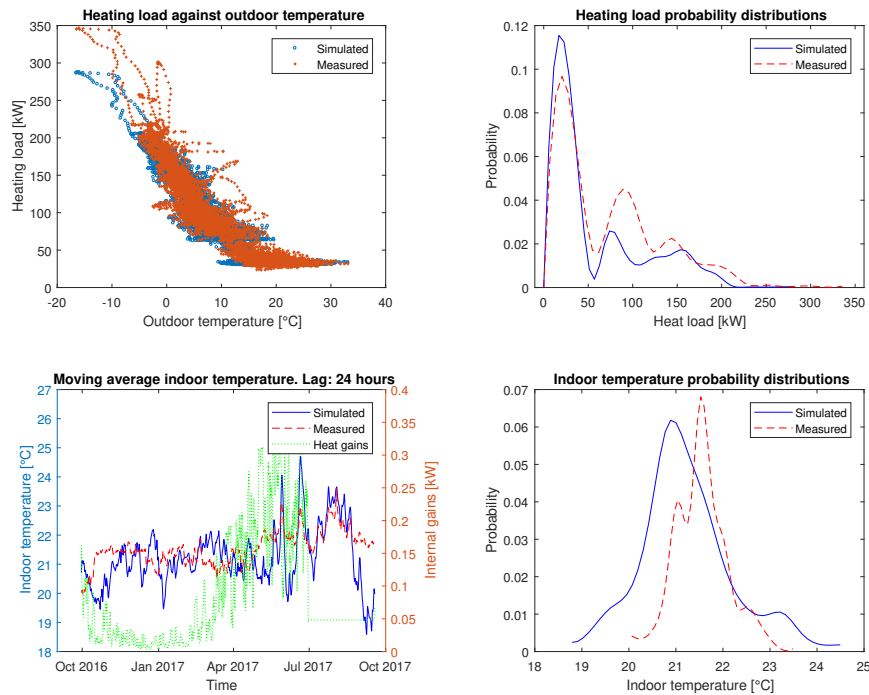 Heating load against outdoor temperature
350
300
250
200
150
100
50
0
Heating load [kW]
Simulated
Measured
-20
-10
0
10
20
30
40
Outdoor temperature [°C]
Heating load probability distributions
0.12
0.1
0.08
0.06
0.04
0.02
0
Probability
Simulated
Measured
0
50
100
150
200
250
300
350
Heat load [kW]
Moving average indoor temperature. Lag: 24 hours
27
26
25
24
23
22
21
20
19
18
Indoor temperature [°C]
Simulated
Measured
Heat gains
0.4
0.35
0.3
0.25
0.2
0.15
0.1
0.05
0
Internal gains [kW]
Oct 2016
Jan 2017
Apr 2017
Jul 2017
Oct 2017
Time
Indoor temperature probability distributions
0.07
0.06
0.05
0.04
0.03
0.02
0.01
0
Probability
Simulated
Measured
18
19
20
21
22
23
24
25
Indoor temperature [°C]